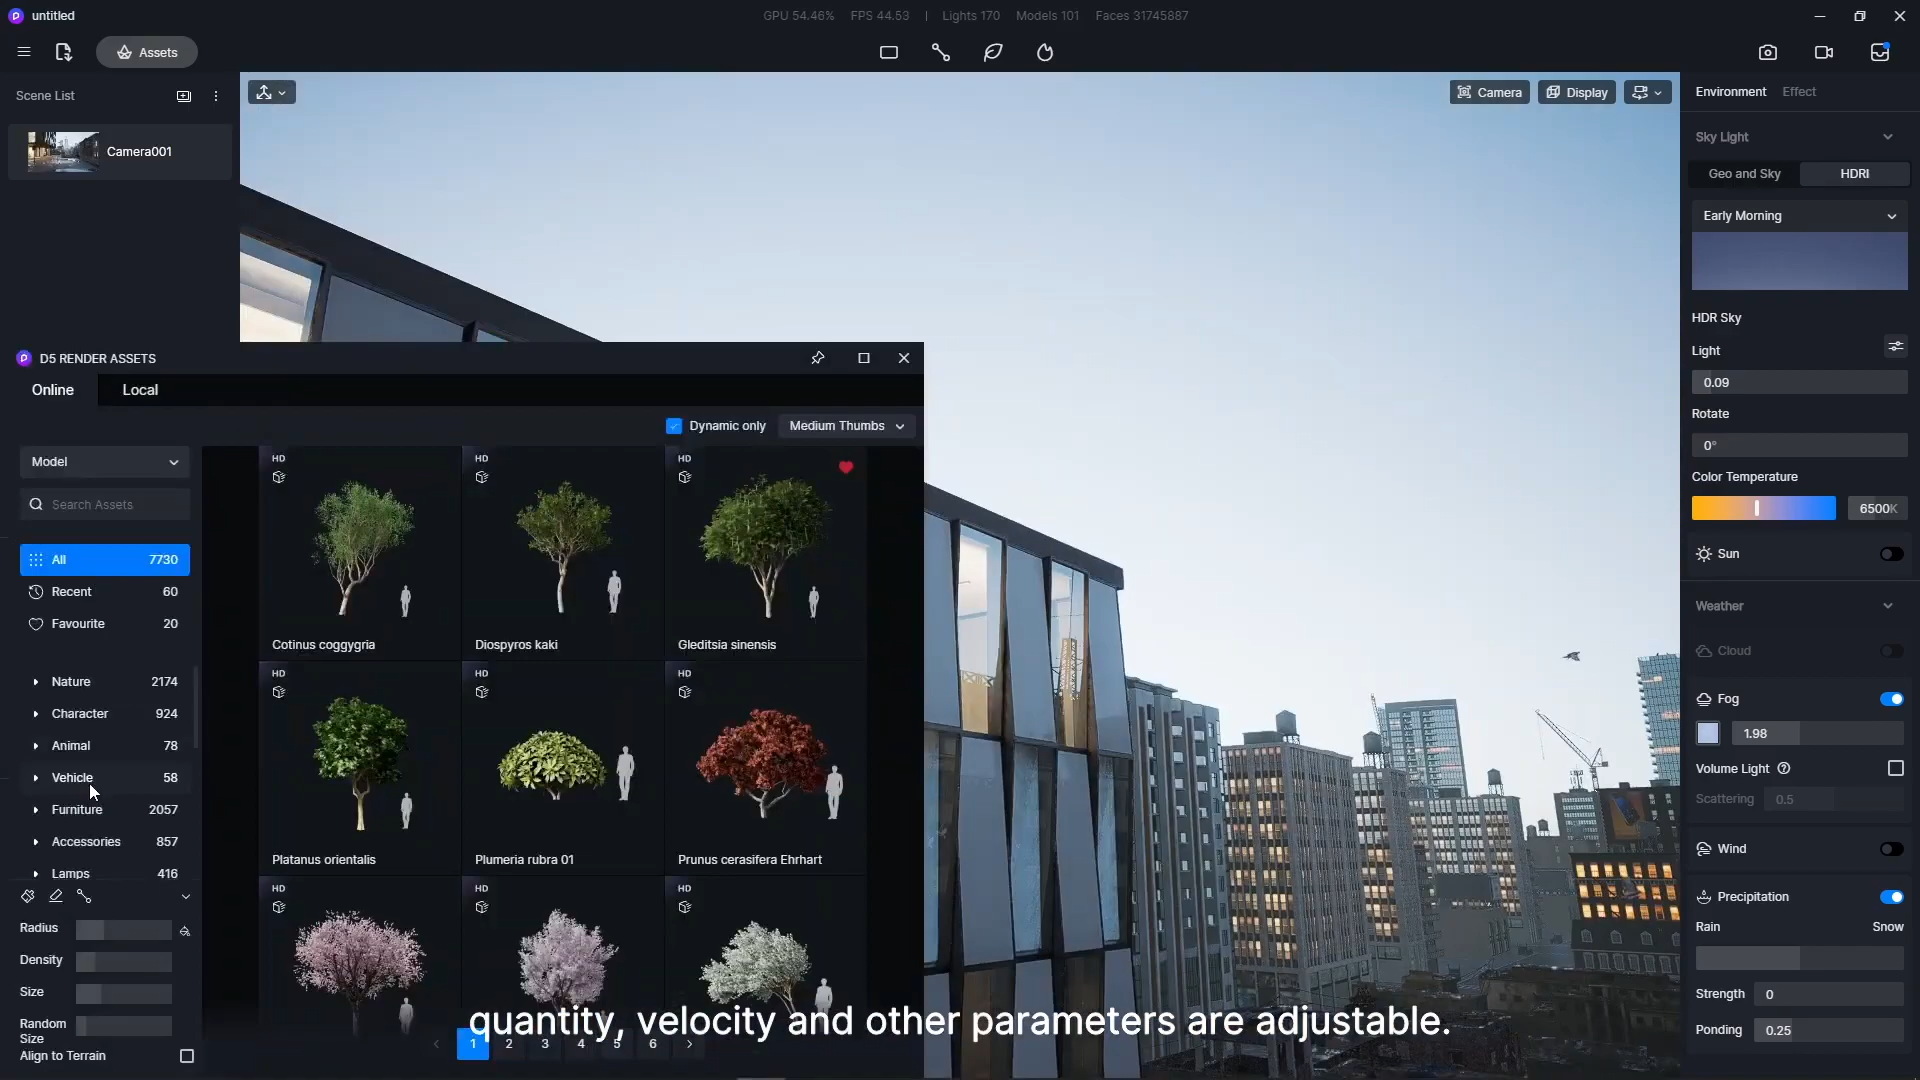 untitled
GPU 54.46% FPS 44.53 | Lights 170 Models 101 Faces 31745887
Assets
Scene List
Camera001
Camera
Display
Environment Effect
Sky Light
Geo and Sky
HDRI
Early Morning
HDR Sky
Light
0.09
Rotate
0°
Color Temperature
6500K
Sun
Weather
Cloud
Fog
1.98
Volume Light
Scattering 0.5
Wind
Precipitation
Rain Snow
Strength 0
Ponding 0.25
D5 RENDER ASSETS
Online Local
Dynamic only
Medium Thumbs
Model
Search Assets
All 7730
Recent 60
Favourite 20
Nature 2174
Character 924
Animal 78
Vehicle 58
Furniture 2057
Accessories 857
Lamps 416
Radius
Density
Size
Random
Size
Align to Terrain
HD HD HD
Cotinus coggygria Diospyros kaki Gleditsia sinensis
HD HD HD
Platanus orientalis Plumeria rubra 01 Prunus cerasifera Ehrhart
HD HD HD
quantity, velocity and other parameters are adjustable.
1 2 3 4 5 6